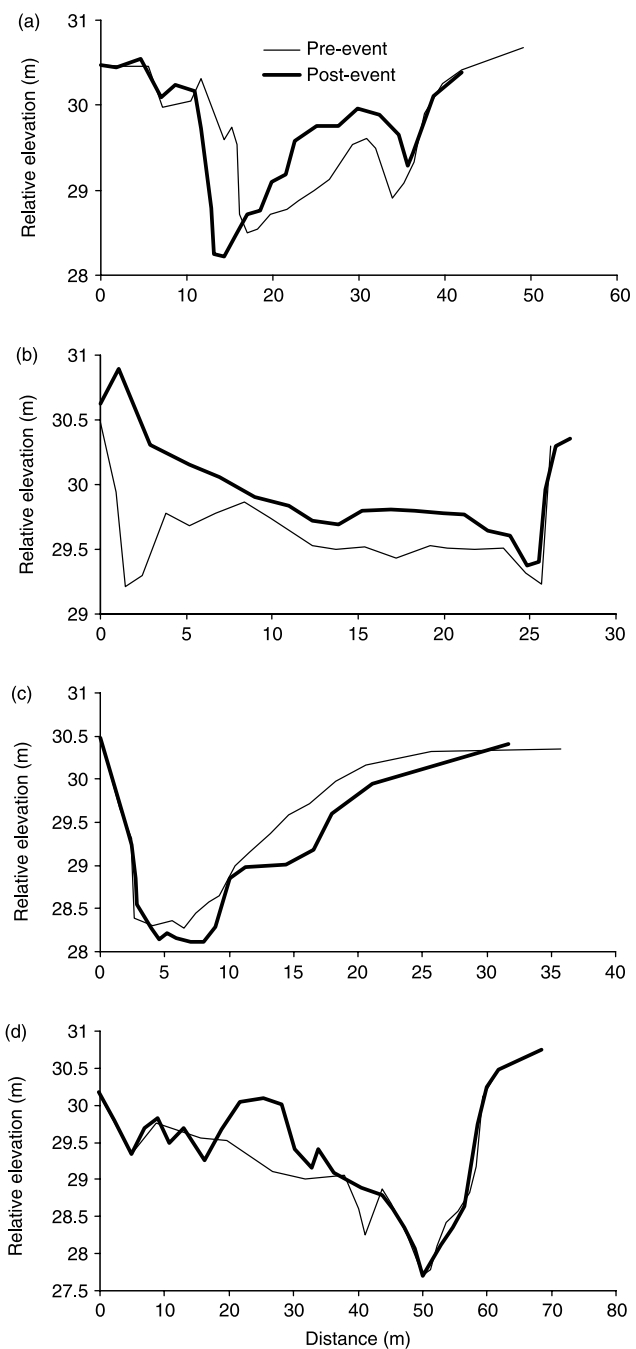 (a)
31
30
29
28
Relative elevation (m)
Pre-event
Post-event
0 10 20 30 40 50 60
(b)
31
30.5
30
29.5
29
Relative elevation (m)
0 5 10 15 20 25 30
(c)
31
30.5
30
29.5
29
28.5
28
Relative elevation (m)
0 5 10 15 20 25 30 35 40
(d)
31
30.5
30
29.5
29
28.5
28
27.5
Relative elevation (m)
0 10 20 30 40 50 60 70 80
Distance (m)